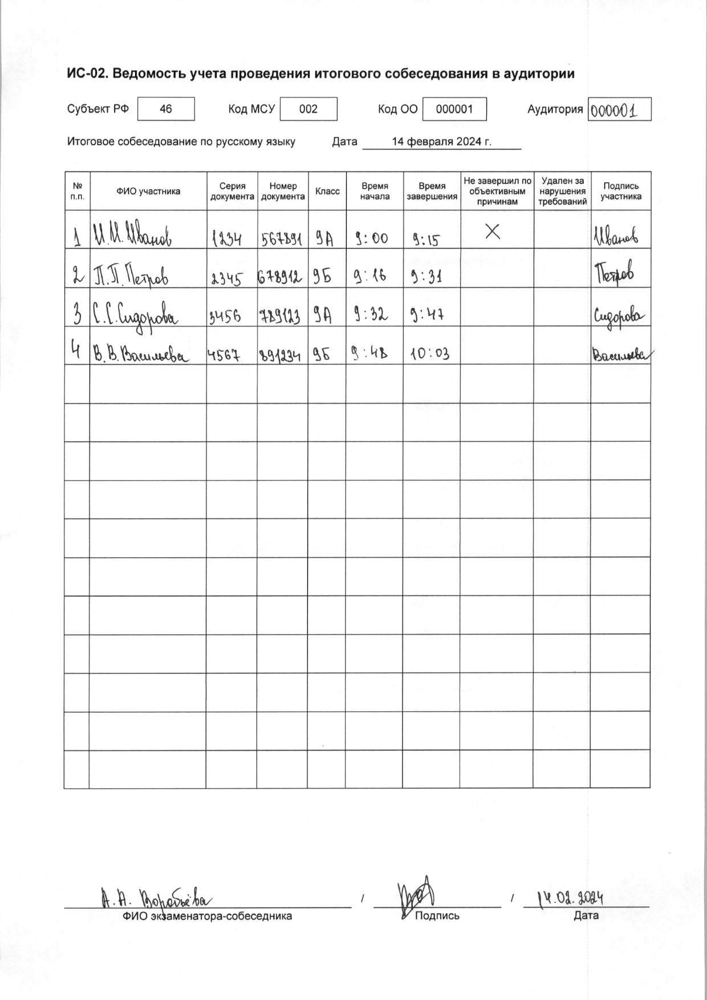 ИС-02. Ведомость учета проведения итогового собеседования в аудитории
Субъект РФ 46 Код МСУ 002 Код ОО 000001 Аудитория 000001
Итоговое собеседование по русскому языку Дата 14 февраля 2024 г.
№ п.п. ФИО участника Серия документа Номер документа Класс Время начала Время завершения Не завершил по объективным причинам Удален за нарушения требований Подпись участника
1 И.И. Иванов 1234 567891 9А 9:00 9:15 X Иванов
2 П.П. Петров 2345 678912 9Б 9:16 9:31 Петров
3 С.С. Сидорова 3456 789123 9А 9:32 9:47 Сидорова
4 В.В. Васильева 4567 891234 9Б 9:48 10:03 Васильева
А.А. Воробьёва / / 14.02.2024
ФИО экзаменатора-собеседника Подпись Дата